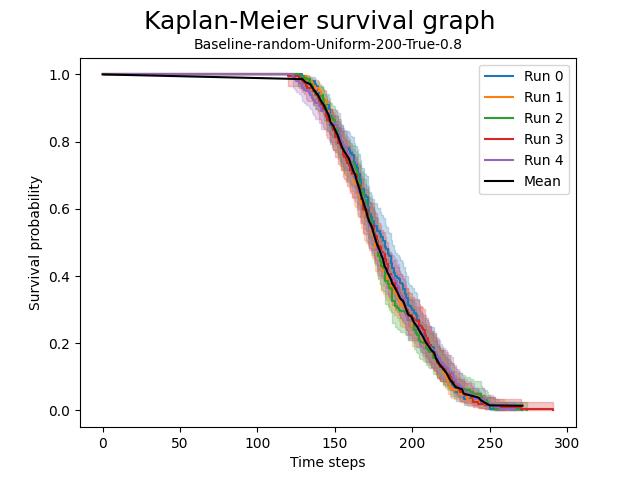 Kaplan-Meier survival graph
Baseline-random-Uniform-200-True-0.8
Run 0
Run 1
Run 2
Run 3
Run 4
Mean
Survival probability
1.0
0.8
0.6
0.4
0.2
0.0
0 50 100 150 200 250 300
Time steps